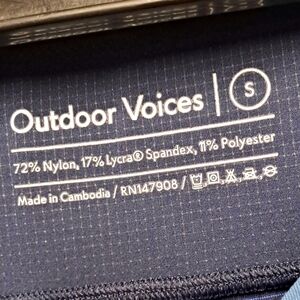 Outdoor Voices | S
72% Nylon, 17% Lycra® Spandex, 11% Polyester
Made in Cambodia / RN147908 /